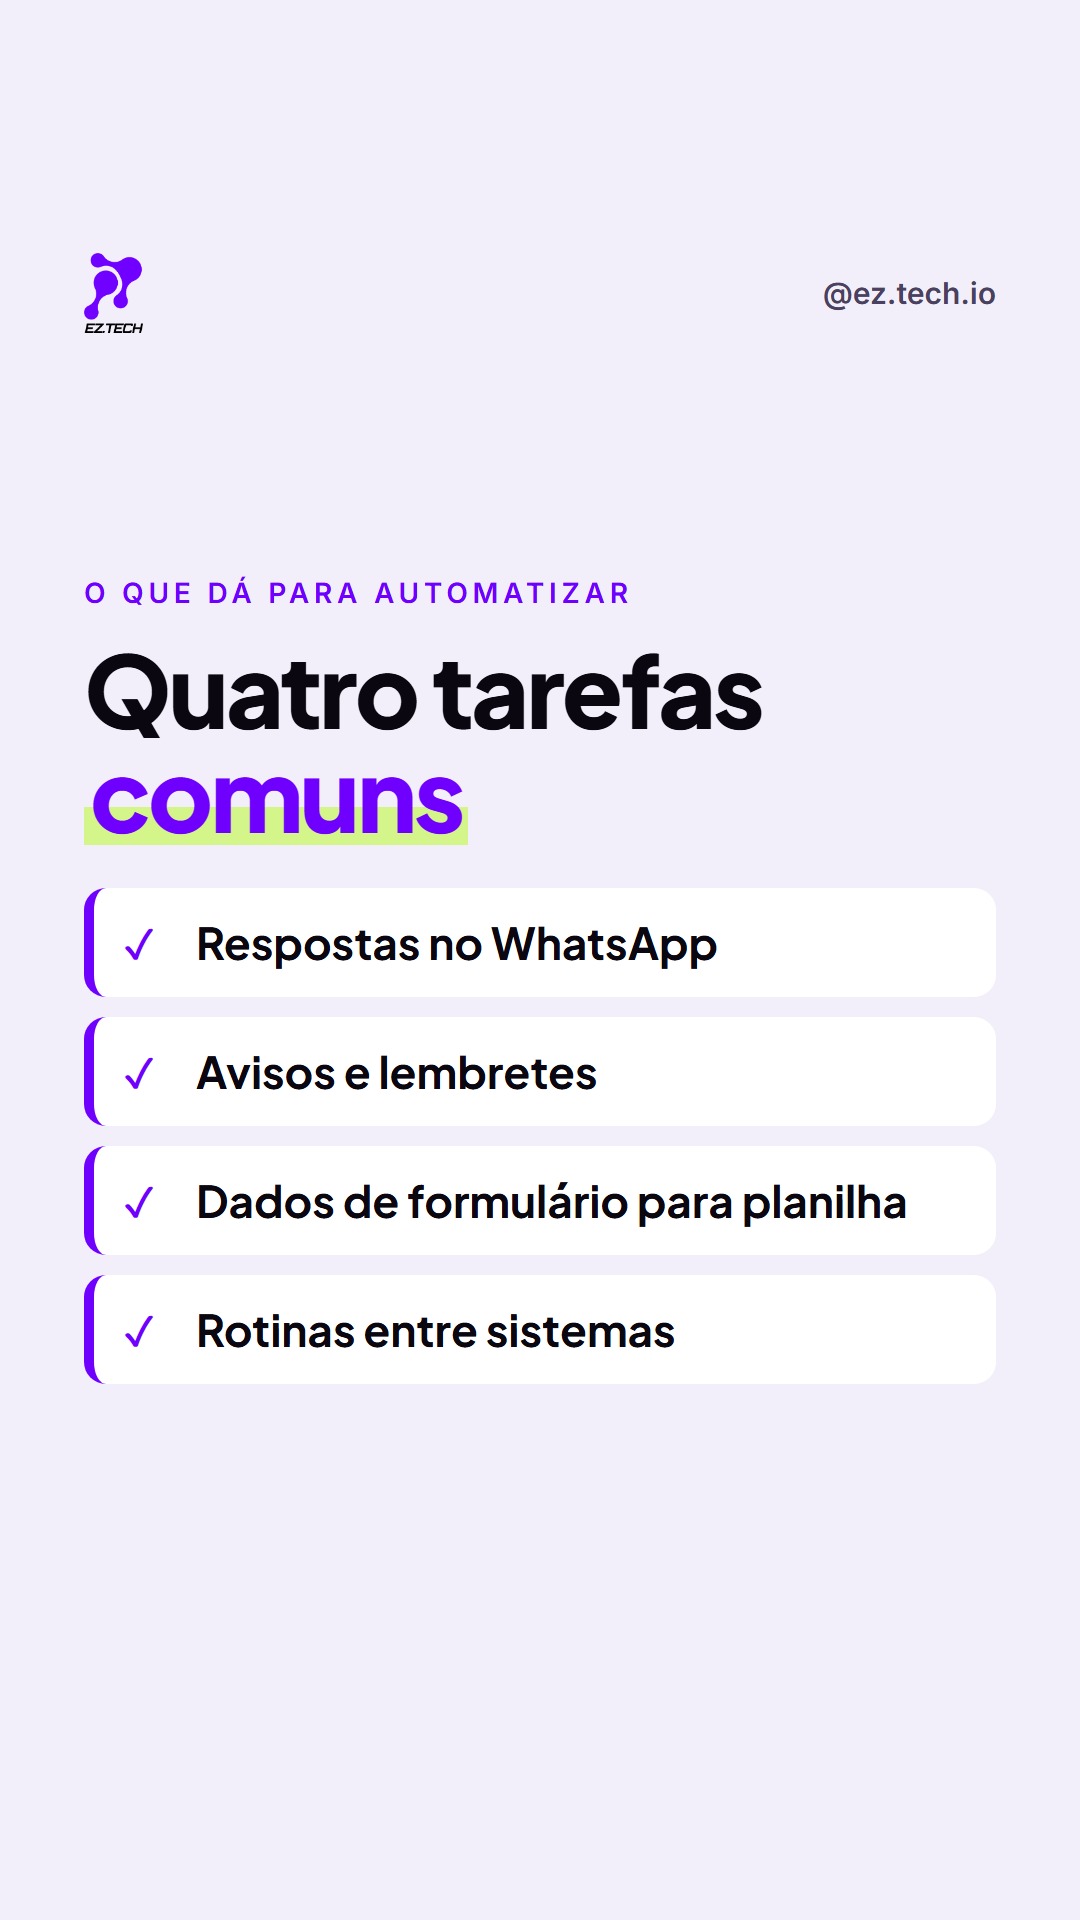 EZ.TECH
@ez.tech.io
O QUE DÁ PARA AUTOMATIZAR
Quatro tarefas
comuns
✓ Respostas no WhatsApp
✓ Avisos e lembretes
✓ Dados de formulário para planilha
✓ Rotinas entre sistemas